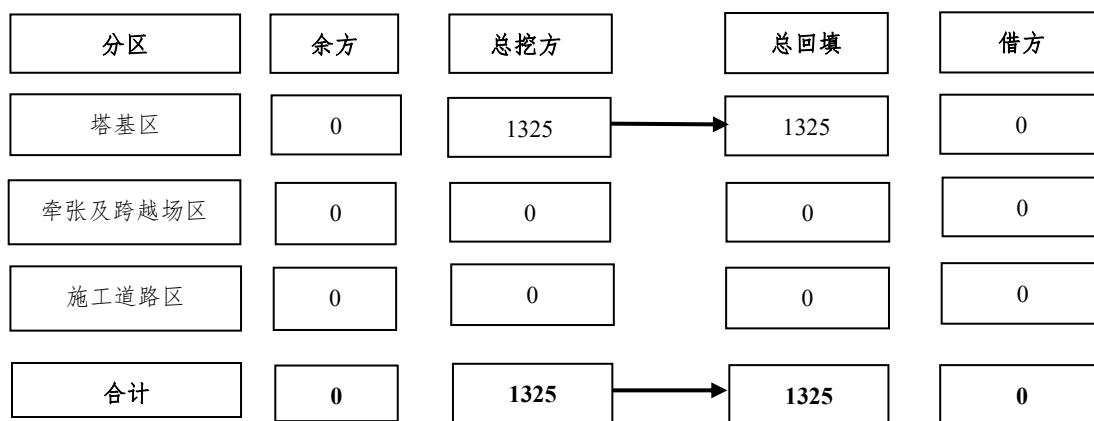 分区 余方 总挖方 总回填 借方
塔基区 0 1325 1325 0
牵张及跨越场区 0 0 0 0
施工道路区 0 0 0 0
合计 0 1325 1325 0